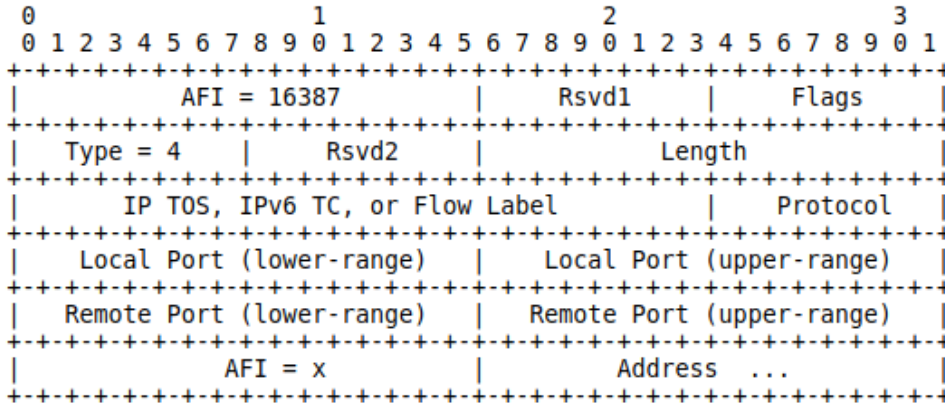 0 1 2 3
0 1 2 3 4 5 6 7 8 9 0 1 2 3 4 5 6 7 8 9 0 1 2 3 4 5 6 7 8 9 0 1
+-+-+-+-+-+-+-+-+-+-+-+-+-+-+-+-+-+-+-+-+-+-+-+-+-+-+-+-+-+-+-+-+
| AFI = 16387 | Rsvd1 | Flags |
+-+-+-+-+-+-+-+-+-+-+-+-+-+-+-+-+-+-+-+-+-+-+-+-+-+-+-+-+-+-+-+-+
| Type = 4 | Rsvd2 | Length |
+-+-+-+-+-+-+-+-+-+-+-+-+-+-+-+-+-+-+-+-+-+-+-+-+-+-+-+-+-+-+-+-+
| IP TOS, IPv6 TC, or Flow Label | Protocol |
+-+-+-+-+-+-+-+-+-+-+-+-+-+-+-+-+-+-+-+-+-+-+-+-+-+-+-+-+-+-+-+-+
| Local Port (lower-range) | Local Port (upper-range) |
+-+-+-+-+-+-+-+-+-+-+-+-+-+-+-+-+-+-+-+-+-+-+-+-+-+-+-+-+-+-+-+-+
| Remote Port (lower-range) | Remote Port (upper-range) |
+-+-+-+-+-+-+-+-+-+-+-+-+-+-+-+-+-+-+-+-+-+-+-+-+-+-+-+-+-+-+-+-+
| AFI = x | Address ... |
+-+-+-+-+-+-+-+-+-+-+-+-+-+-+-+-+-+-+-+-+-+-+-+-+-+-+-+-+-+-+-+-+